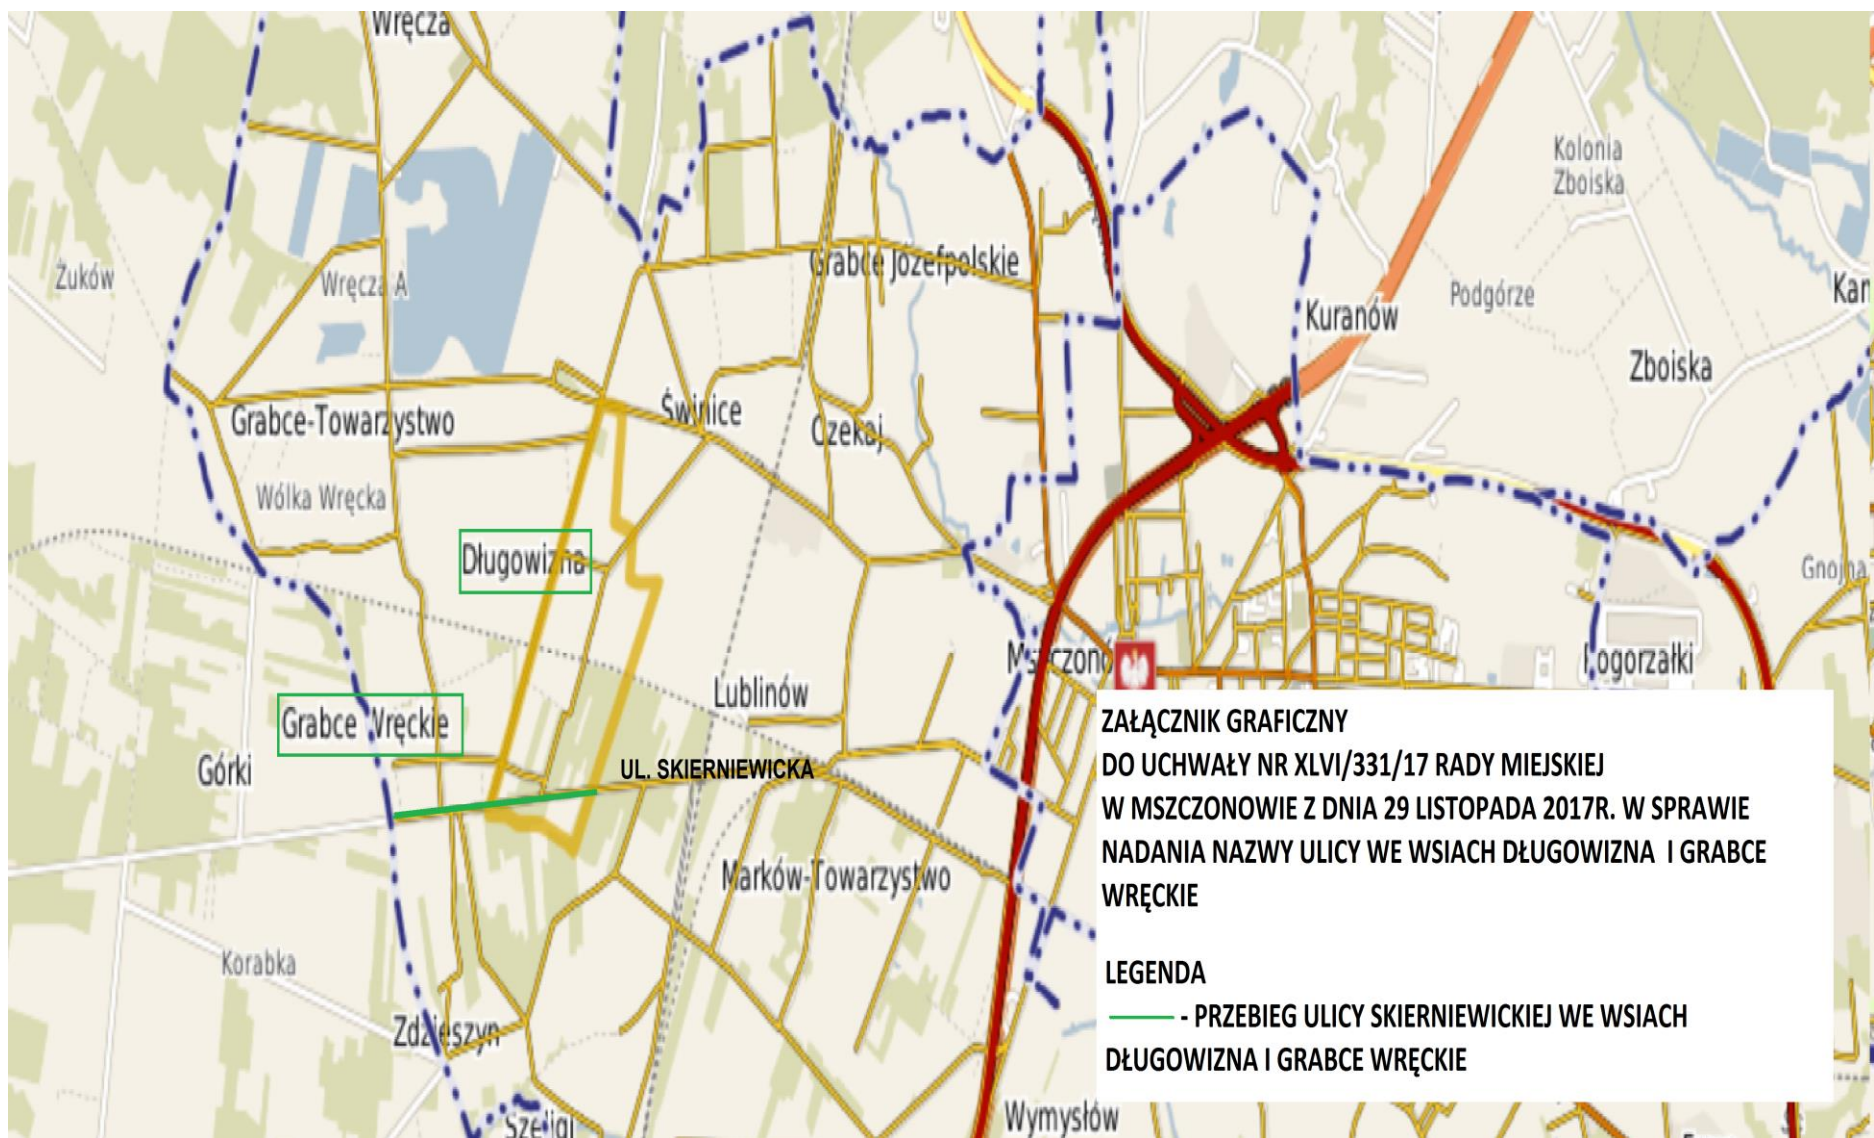 Wręcza
Kolonia
Zboiska
Żuków
Wręcza A
Grabce Józefpolskie
Podgórze
Kuranów
Zboiska
Grabce-Towarzystwo
Świnice
Czekaj
Wólka Wręcka
Długowizna
Gnojna
Mszczonó
Pogorzałki
Lublinów
Grabce Wręckie
Górki
UL. SKIERNIEWICKA
Marków-Towarzystwo
Korabka
Zdzieszyn
Szeligi
Wymysłów
ZAŁĄCZNIK GRAFICZNY
DO UCHWAŁY NR XLVI/331/17 RADY MIEJSKIEJ
W MSZCZONOWIE Z DNIA 29 LISTOPADA 2017R. W SPRAWIE
NADANIA NAZWY ULICY WE WSIACH DŁUGOWIZNA I GRABCE
WRĘCKIE
LEGENDA
- PRZEBIEG ULICY SKIERNIEWICKIEJ WE WSIACH
DŁUGOWIZNA I GRABCE WRĘCKIE